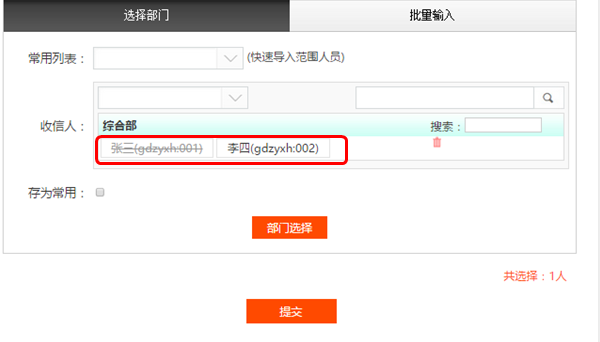 选择部门 批量输入
常用列表： (快速导入范围人员)
收信人： 综合部 搜索：
张三(gdzyxh:001) 李四(gdzyxh:002)
存为常用：
部门选择
共选择：1人
提交